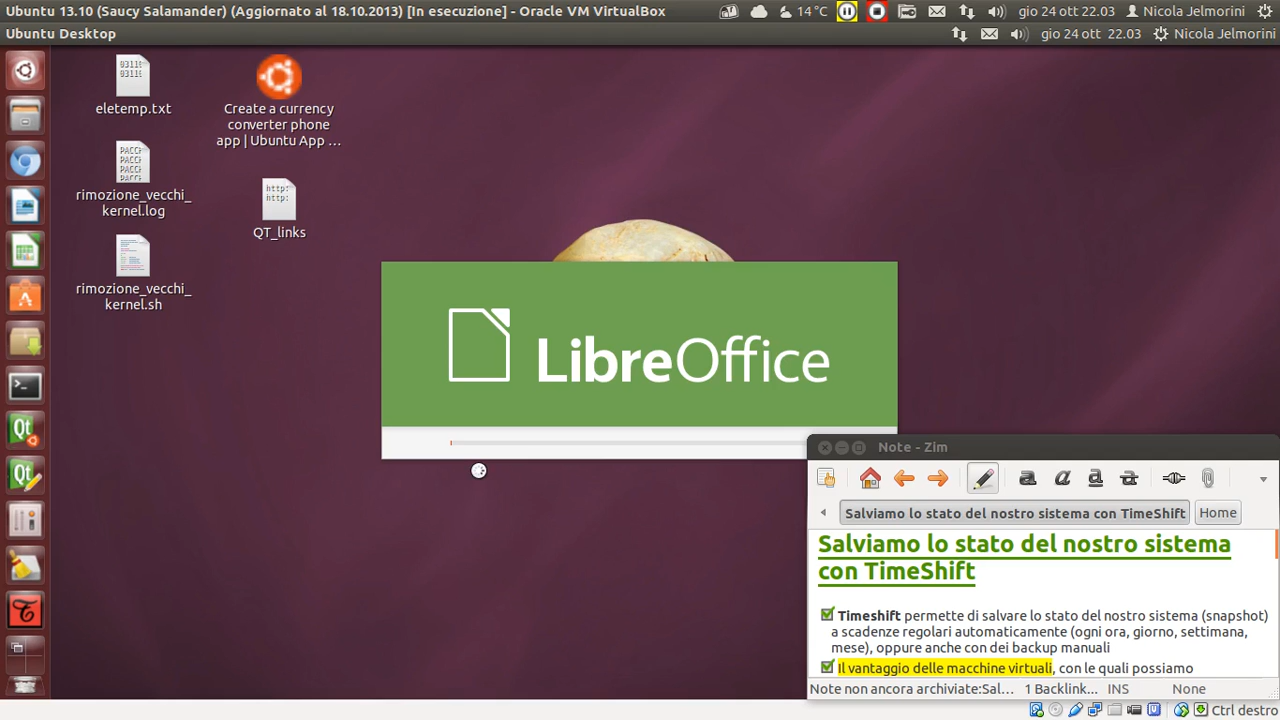 Ubuntu 13.10 (Saucy Salamander) (Aggiornato al 18.10.2013) [In esecuzione] - Oracle VM VirtualBox
14 °C
gio 24 ott 22.03
Nicola Jelmorini
Ubuntu Desktop
gio 24 ott 22.03
Nicola Jelmorini
eletemp.txt
Create a currency
converter phone
app | Ubuntu App ...
rimozione_vecchi_
kernel.log
QT_links
rimozione_vecchi_
kernel.sh
LibreOffice
Note - Zim
Salviamo lo stato del nostro sistema con TimeShift
Home
Salviamo lo stato del nostro sistema
con TimeShift
Timeshift permette di salvare lo stato del nostro sistema (snapshot)
a scadenze regolari automaticamente (ogni ora, giorno, settimana,
mese), oppure anche con dei backup manuali
Il vantaggio delle macchine virtuali, con le quali possiamo
Note non ancora archiviate:Sal...
1 Backlink...
INS
None
Ctrl destro